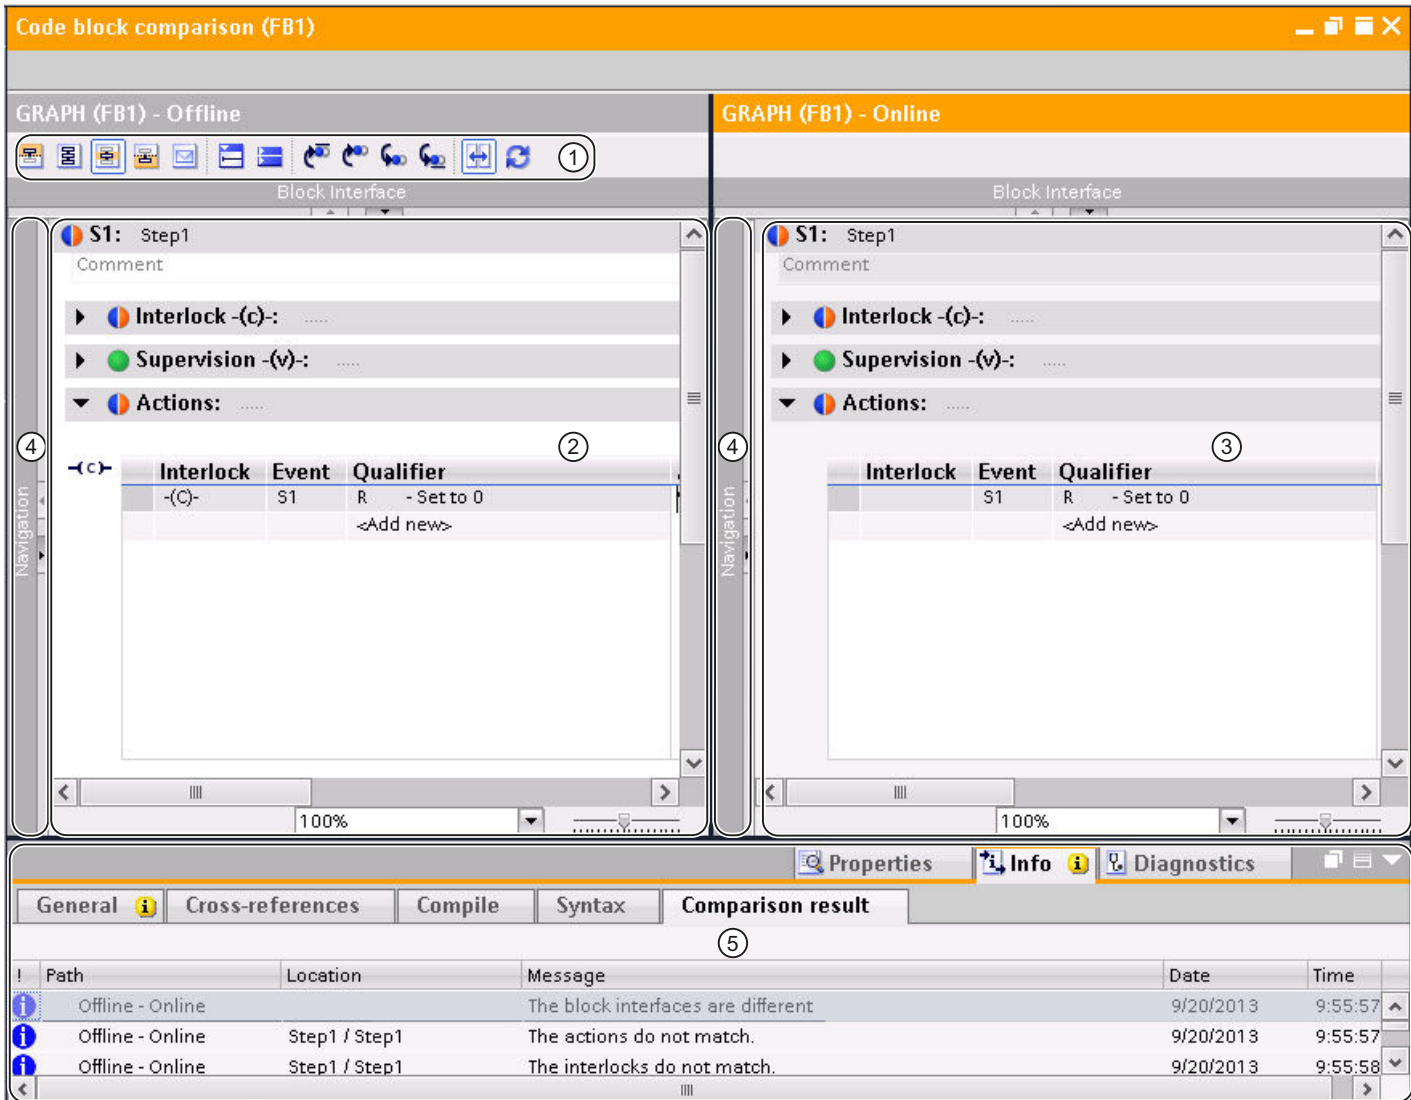 Code block comparison (FB1)
GRAPH (FB1) - Offline
GRAPH (FB1) - Online
1
Block Interface
Block Interface
S1: Step1
Comment
Interlock -(c)-: .....
Supervision -(v)-: .....
Actions: .....
2
4
Navigation
-(c)-
Interlock Event Qualifier
-(C)- S1 R - Set to 0
<Add new>
100%
S1: Step1
Comment
Interlock -(c)-: .....
Supervision -(v)-: .....
Actions: .....
3
4
Navigation
Interlock Event Qualifier
S1 R - Set to 0
<Add new>
100%
Properties Info Diagnostics
General Cross-references Compile Syntax Comparison result
5
! Path Location Message Date Time
Offline - Online The block interfaces are different 9/20/2013 9:55:57
Offline - Online Step1 / Step1 The actions do not match. 9/20/2013 9:55:57
Offline - Online Step1 / Step1 The interlocks do not match. 9/20/2013 9:55:58